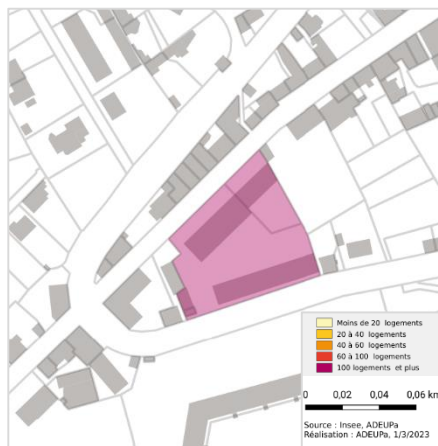 Moins de 20 logements
20 à 40 logements
40 à 60 logements
60 à 100 logements
100 logements et plus
0 0,02 0,04 0,06 km
Source : Insee, ADEUPa
Réalisation : ADEUPa, 1/3/2023